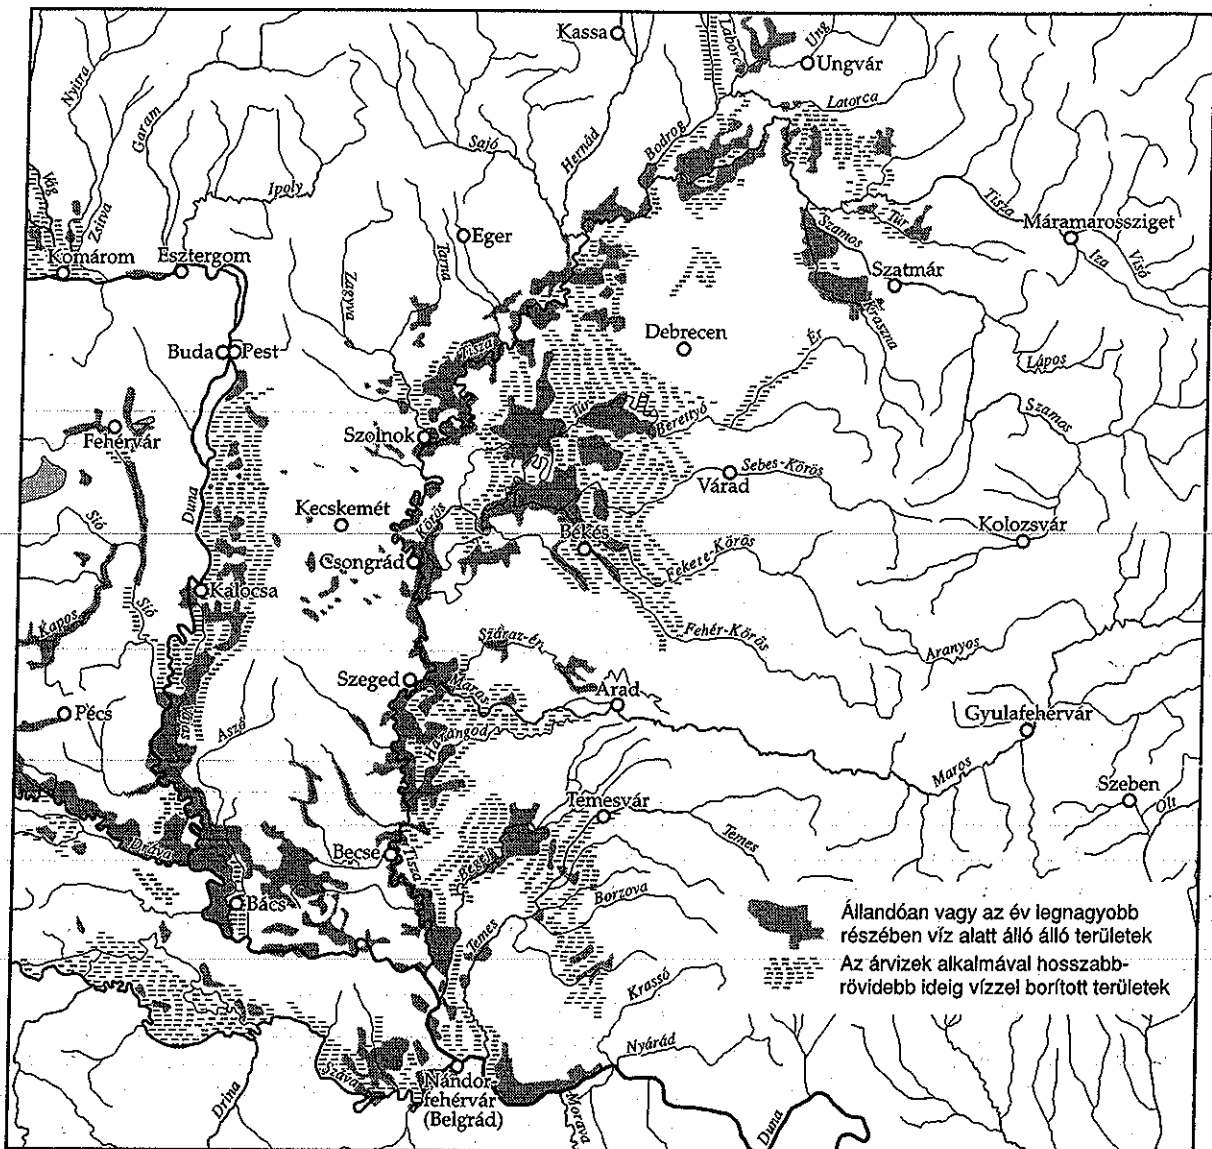 Kassa
Laborc
Ung
Ungvár
Nyitra
Garam
Latorca
Sajó
Hernád
Bodrog
Vág
Zsitva
Ipoly
Tisza
Túr
Máramarossziget
Eger
Tarna
Szamos
Iza
Visó
Komárom
Esztergom
Zagyva
Szatmár
Kraszna
Buda
Pest
Tisza
Debrecen
Ér
Lápos
Fehérvár
Szolnok
Túr
Berettyó
Szamos
Duna
Várad
Sebes-Körös
Kecskemét
Körös
Sió
Békés
Kolozsvár
Csongrád
Fekete-Körös
Kalocsa
Kapos
Sió
Fehér-Körös
Aranyos
Száraz-ér
Szeged
Maros
Arad
Pécs
Gyulafehérvár
Aszó
Harangod
Maros
Szeben
Olt
Temesvár
Temes
Dráva
Becse
Tisza
Begej
Borzova
Bács
Temes
Állandóan vagy az év legnagyobb
részében víz alatt álló álló területek
Az árvizek alkalmával hosszabb-
rövidebb ideig vízzel borított területek
Krassó
Nyárád
Száva
Nándor-
fehérvár
(Belgrád)
Drina
Morava
Duna